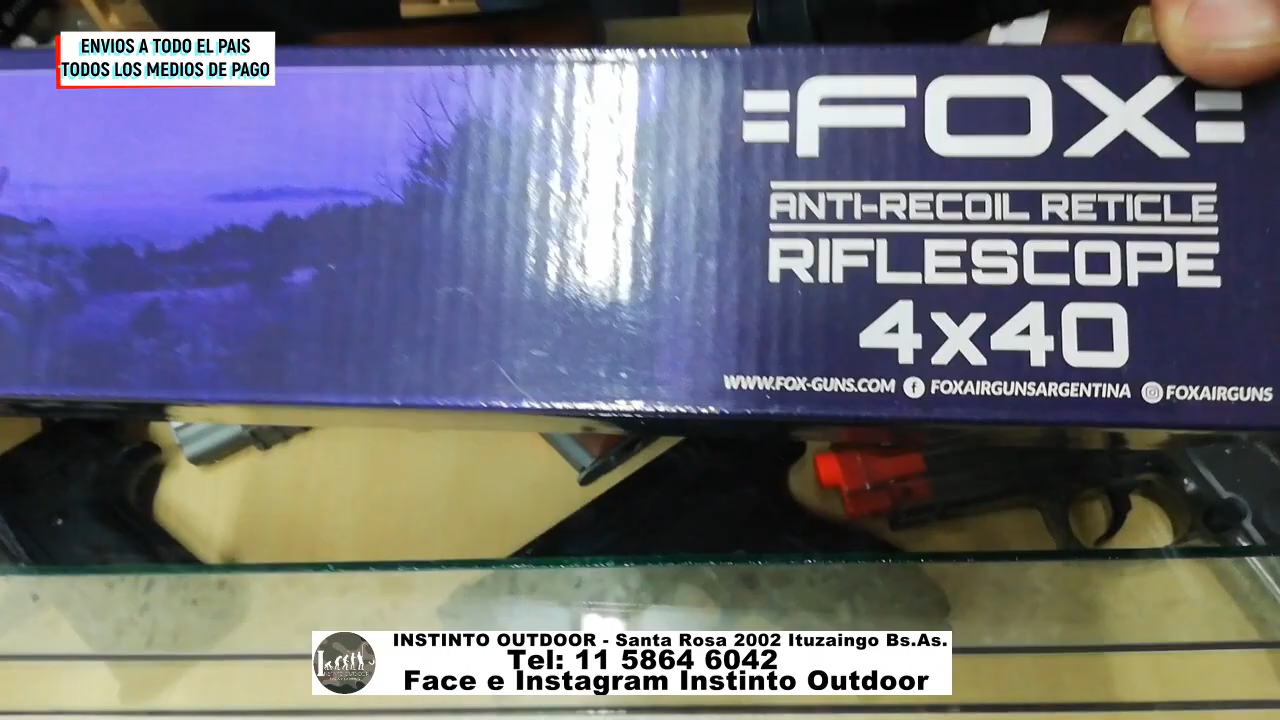 ENVIOS A TODO EL PAIS
TODOS LOS MEDIOS DE PAGO
=FOX=
ANTI-RECOIL RETICLE
RIFLESCOPE
4x40
WWW.FOX-GUNS.COM FOXAIRGUNSARGENTINA FOXAIRGUNS
INSTINTO OUTDOOR - Santa Rosa 2002 Ituzaingo Bs.As.
Tel: 11 5864 6042
Face e Instagram Instinto Outdoor